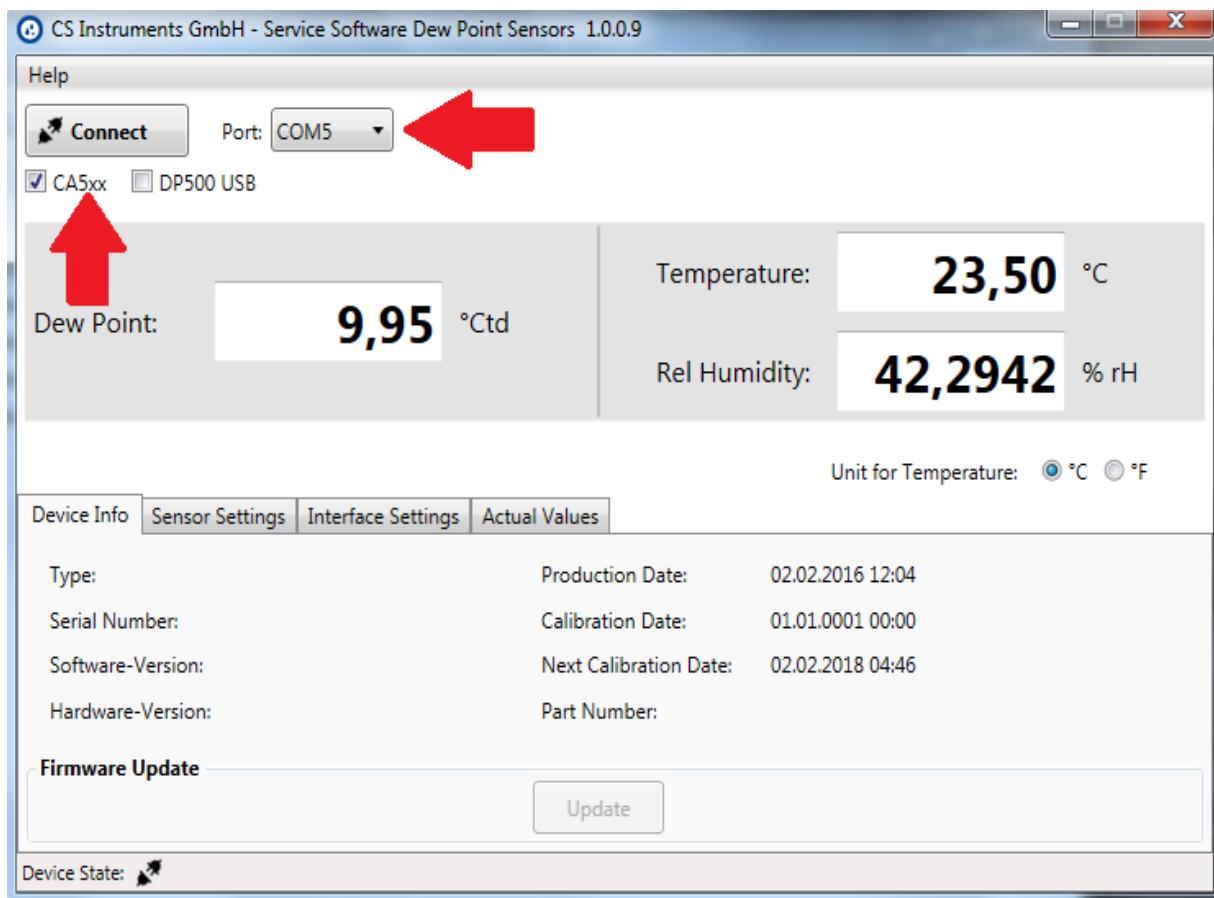 CS Instruments GmbH - Service Software Dew Point Sensors 1.0.0.9
Help
Connect Port: COM5
CA5xx DP500 USB
Temperature: 23,50 °C
Dew Point: 9,95 °Ctd
Rel Humidity: 42,2942 % rH
Unit for Temperature: °C °F
Device Info Sensor Settings Interface Settings Actual Values
Type: Production Date: 02.02.2016 12:04
Serial Number: Calibration Date: 01.01.0001 00:00
Software-Version: Next Calibration Date: 02.02.2018 04:46
Hardware-Version: Part Number:
Firmware Update
Update
Device State: